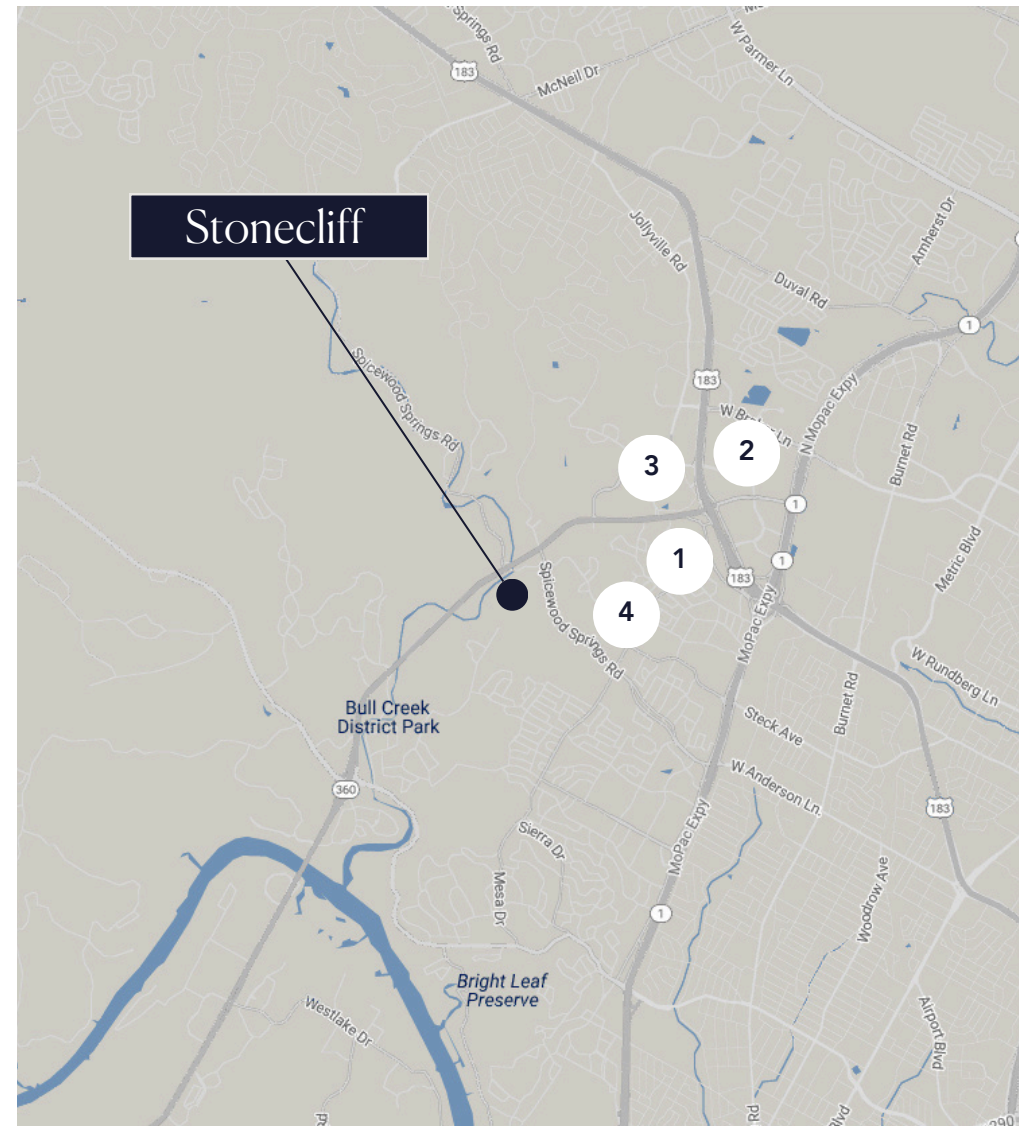 Springs Rd
183
McNeil Dr
W Parmer Ln
Stonecliff
Jollyville Rd
Amherst Dr
Duval Rd
1
Spicewood Springs Rd
183
N Mopac Expy
Burnet Rd
3
2
1
Metric Blvd
1
1
183
Spicewood Springs Rd
4
MoPac Expy
W Rundberg Ln
Bull Creek
District Park
Burnet Rd
Steck Ave
360
W Anderson Ln.
183
MoPac Expy
Sierra Dr
Mesa Dr
Woodrow Ave
1
Bright Leaf
Preserve
Westlake Dr
Airport Blvd
Rd
290